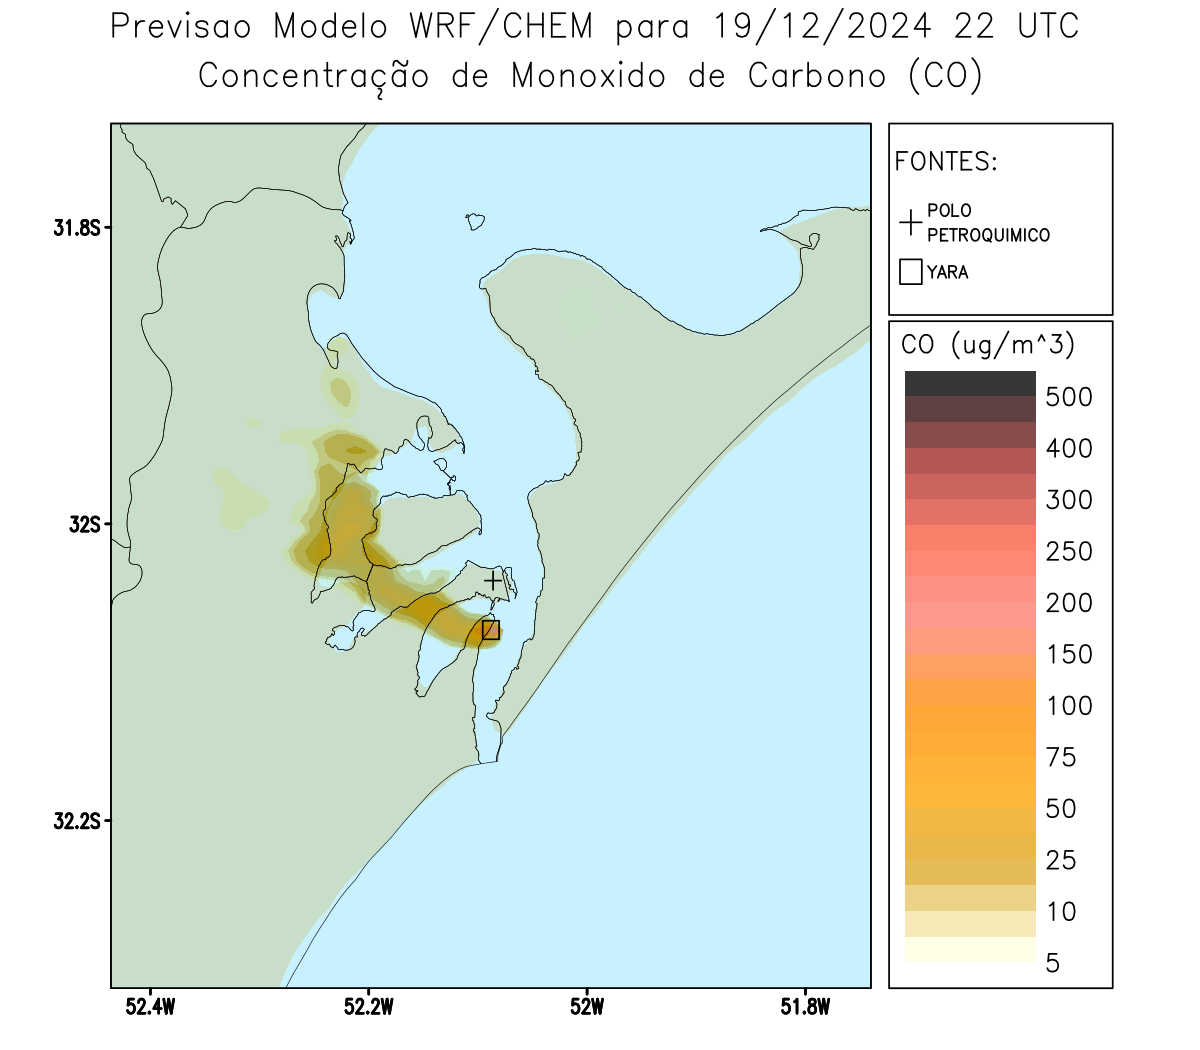 Previsao Modelo WRF/CHEM para 19/12/2024 22 UTC
Concentração de Monoxido de Carbono (CO)
FONTES:
POLO
PETROQUIMICO
YARA
CO (ug/m^3)
500
400
300
250
200
150
100
75
50
25
10
5
31.8S
32S
32.2S
52.4W
52.2W
52W
51.8W